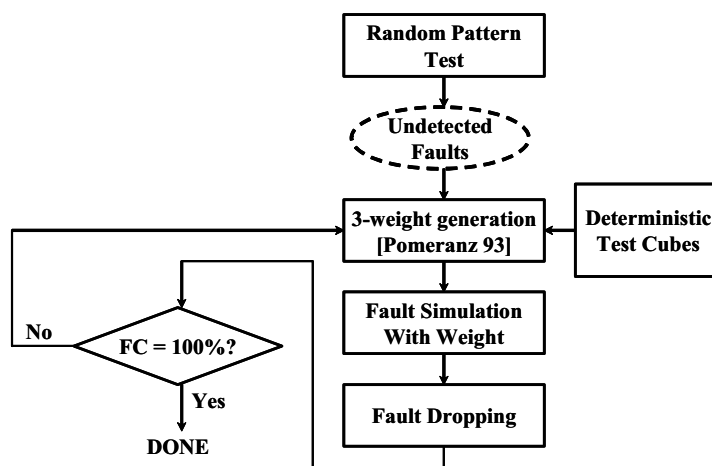 Random Pattern
Test
Undetected
Faults
3-weight generation
[Pomeranz 93]
Deterministic
Test Cubes
Fault Simulation
With Weight
No
FC = 100%?
Yes
Fault Dropping
DONE